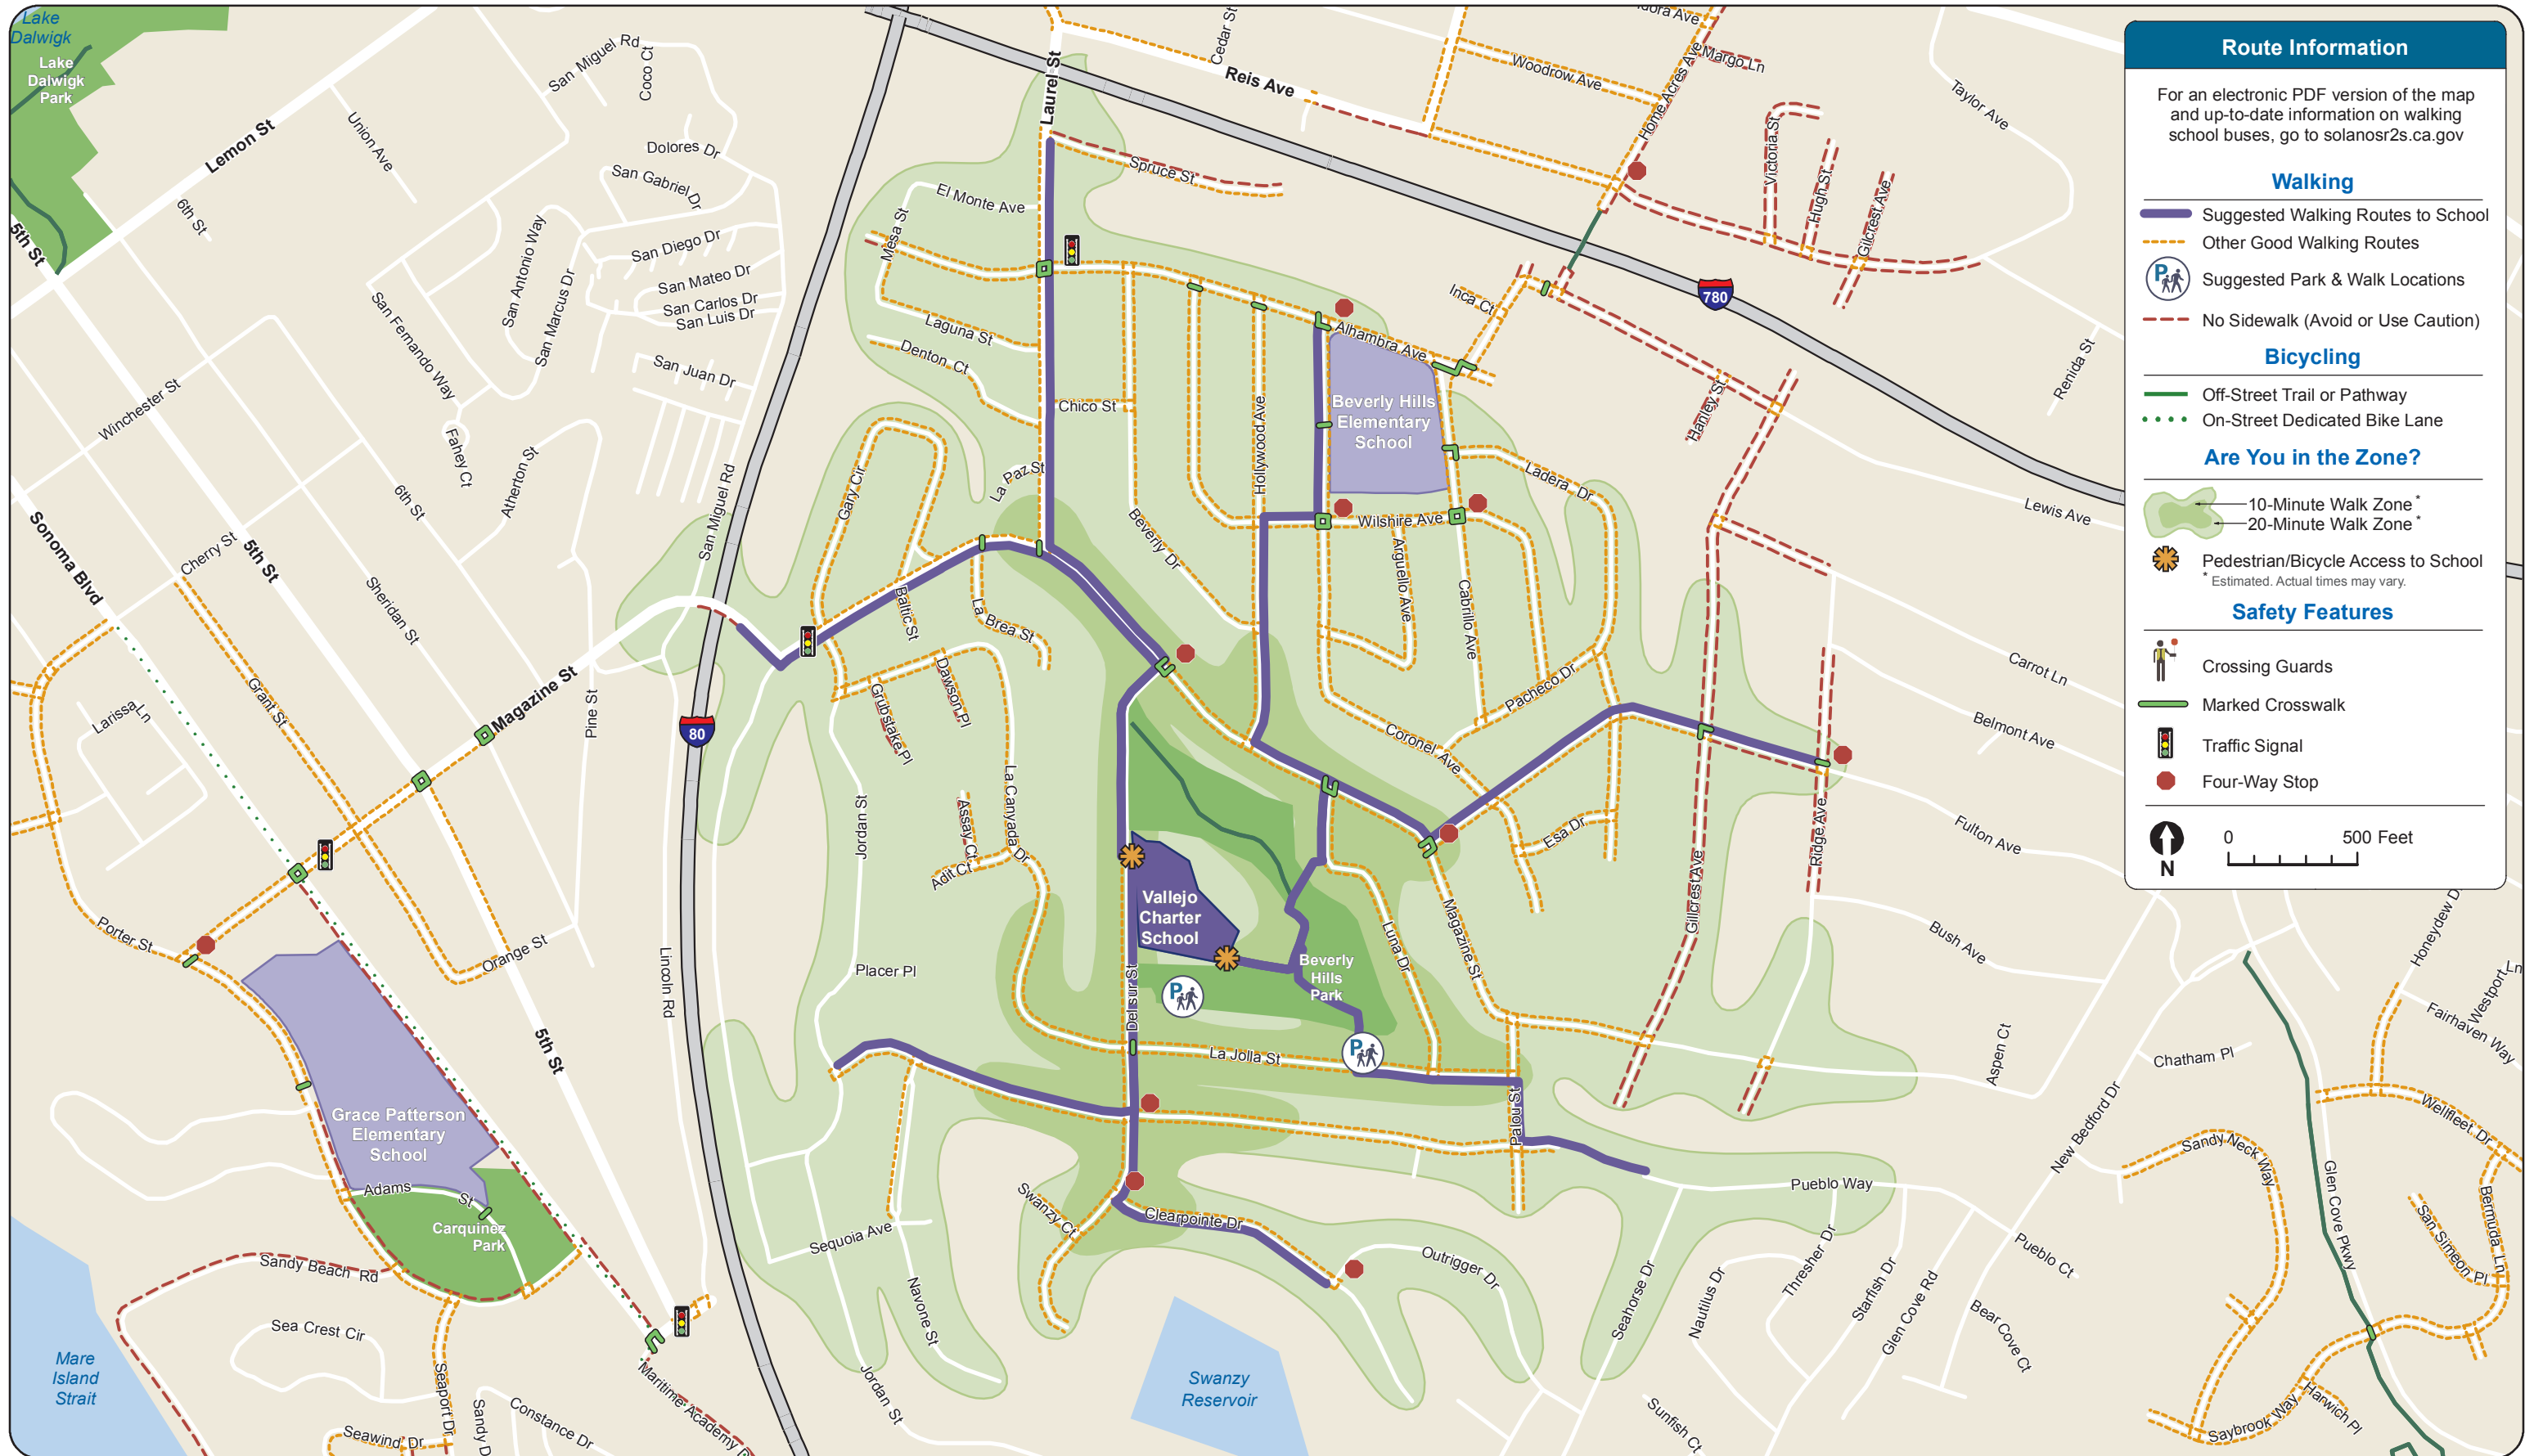 Lake
Dalwigk
Lake
Dalwigk
Park
Lemon St
Union Ave
San Miguel Rd
Coco Ct
Dolores Dr
San Gabriel Dr
San Diego Dr
San Mateo Dr
San Carlos Dr
San Luis Dr
San Juan Dr
San Antonio Way
San Marcus Dr
San Fernando Way
6th St
5th St
Winchester St
Fahey Ct
Atherton St
6th St
Cherry St
5th St
Sonoma Blvd
Sheridan St
San Miguel Rd
Grant St
Larissa Ln
Magazine St
Pine St
80
Lincoln Rd
Porter St
Orange St
5th St
Grace Patterson
Elementary
School
Adams St
Carquinez
Park
Sandy Beach Rd
Sea Crest Cir
Seaport Dr
Sandy D
Constance Dr
Seawind Dr
Maritime Academy D
Mare
Island
Strait
Laurel St
Cedar St
Reis Ave
Woodrow Ave
dora Ave
Margo Ln
Home Acres Ave
Taylor Ave
Victoria St
Hugh St
Gilcrest Ave
780
Renida St
Spruce St
El Monte Ave
Mesa St
Laguna St
Denton Ct
Chico St
La Paz St
Gary Cir
Baltic St
La Brea St
Beverly Dr
Hollywood Ave
Alhambra Ave
Inca Ct
Beverly Hills
Elementary
School
Ladera Dr
Wilshire Ave
Arguello Ave
Cabrillo Ave
Pacheco Dr
Coronel Ave
Hanley St
Lewis Ave
Carrot Ln
Belmont Ave
Fulton Ave
Bush Ave
Ridge Ave
Gillcrest Ave
Esa Dr
Grubstake Pl
Dawson Pl
La Canyada Dr
Assay Ct
Adit Ct
Jordan St
Placer Pl
Vallejo
Charter
School
Del sur St
Beverly
Hills
Park
Luna Dr
Magazine St
La Jolla St
Pinola St
Swanzy Ct
Clearpointe Dr
Outrigger Dr
Sequoia Ave
Navone St
Jordan St
Swanzy
Reservoir
Pueblo Way
Seahorse Dr
Nautilus Dr
Thresher Dr
Starfish Dr
Glen Cove Rd
Pueblo Ct
Bear Cove Ct
Sunfish Ct
Aspen Ct
New Bedford Dr
Chatham Pl
Honeydew D
Westport Ln
Fairhaven Way
Wellfleet Dr
Sandy Neck Way
Glen Cove Pkwy
Bermuda Ln
San Simeon Pl
Harwich Pl
Saybrook Way
P
P
Route Information
For an electronic PDF version of the map
and up-to-date information on walking
school buses, go to solanosr2s.ca.gov
Walking
Suggested Walking Routes to School
Other Good Walking Routes
P
Suggested Park & Walk Locations
No Sidewalk (Avoid or Use Caution)
Bicycling
Off-Street Trail or Pathway
On-Street Dedicated Bike Lane
Are You in the Zone?
10-Minute Walk Zone *
20-Minute Walk Zone *
Pedestrian/Bicycle Access to School
* Estimated. Actual times may vary.
Safety Features
Crossing Guards
Marked Crosswalk
Traffic Signal
Four-Way Stop
N
0 500 Feet